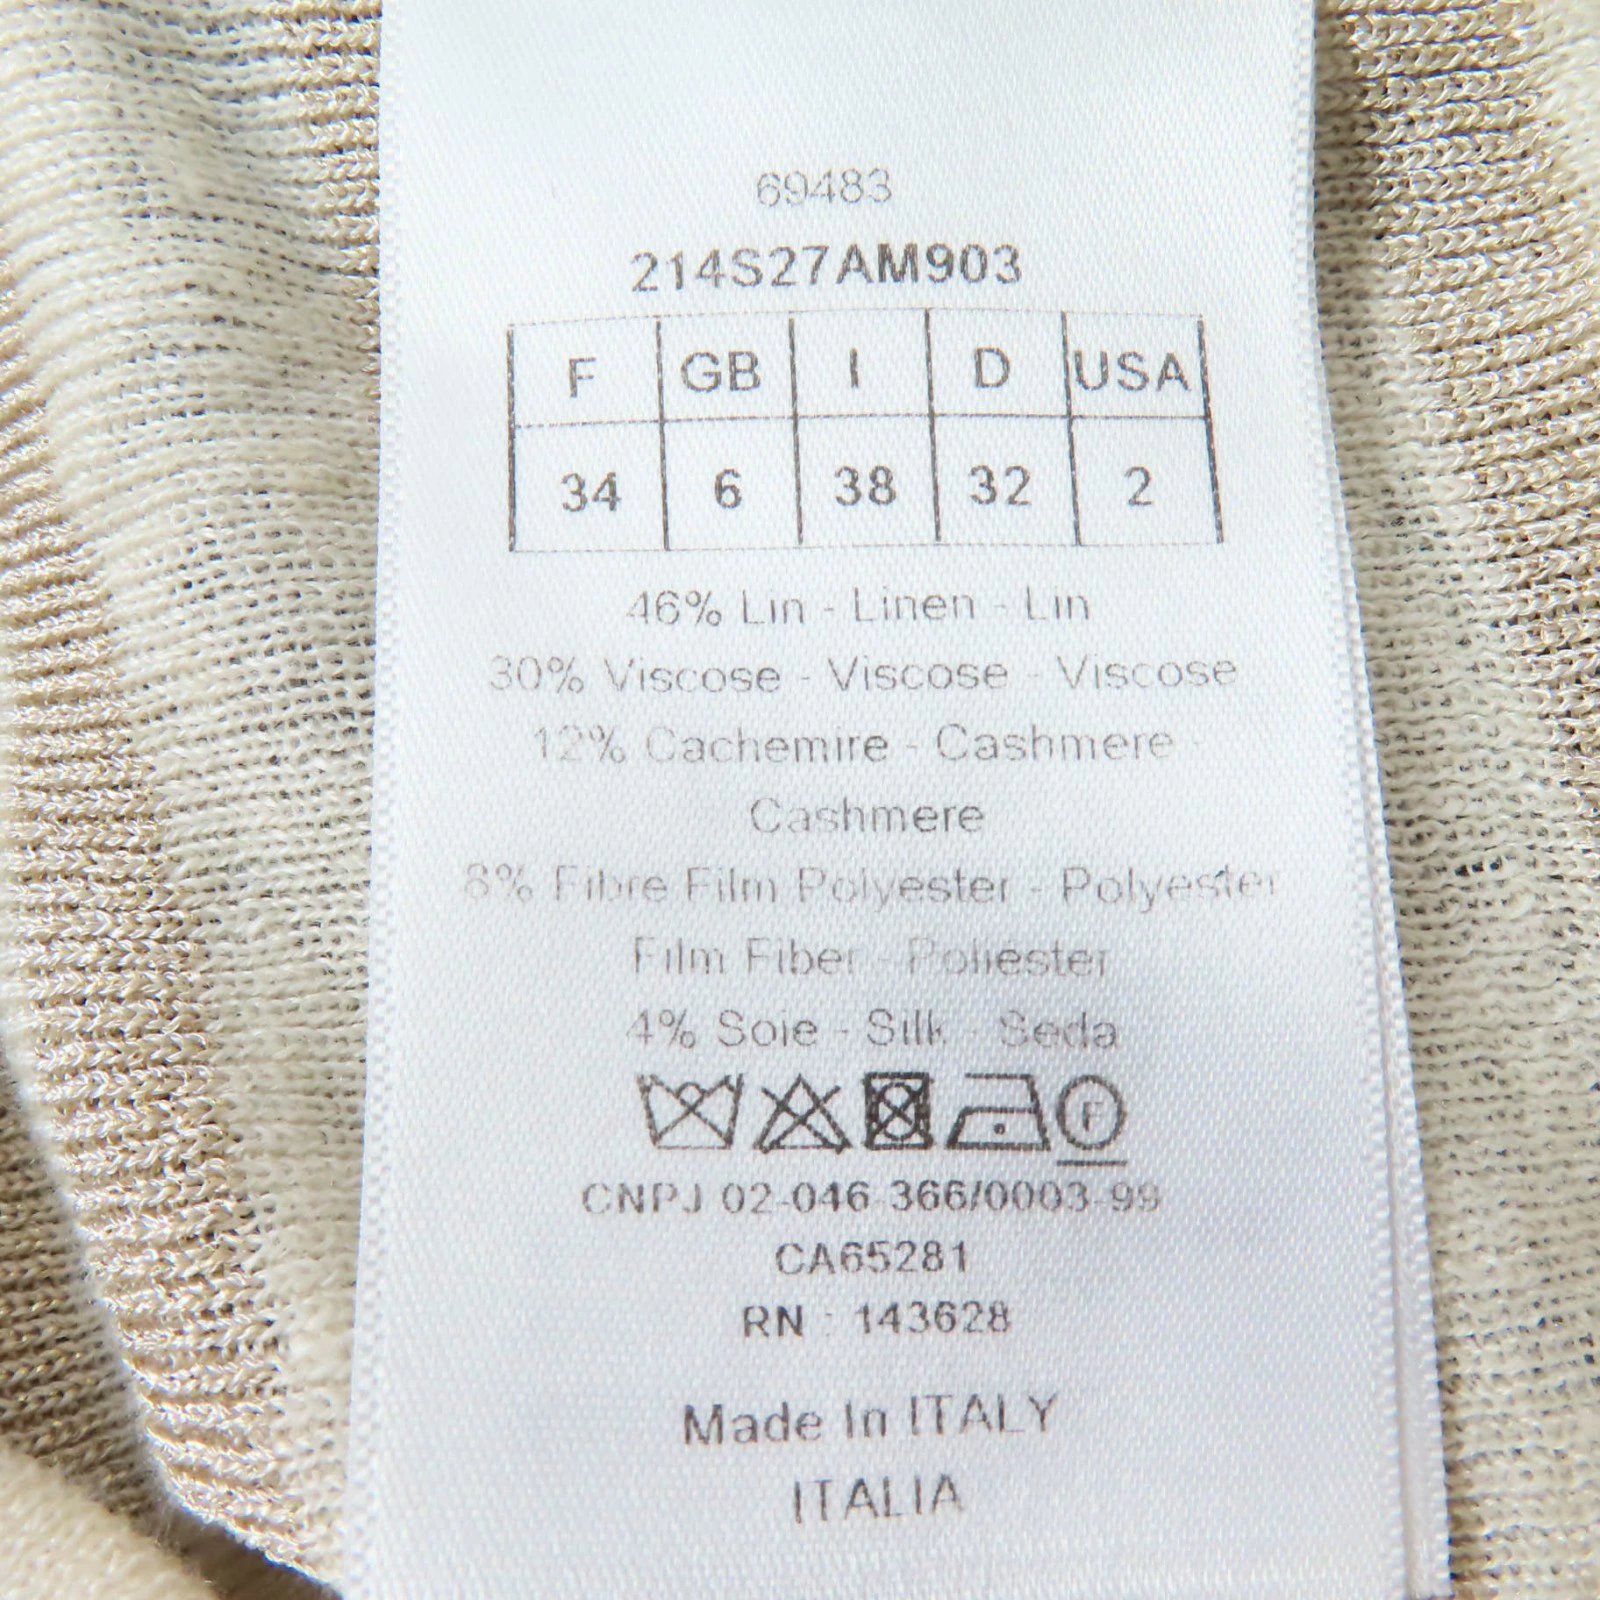 69483
214S27AM903
F GB I D USA
34 6 38 32 2
46% Lin - Linen - Lin
30% Viscose - Viscose - Viscose
12% Cachemire - Cashmere -
Cashmere
8% Fibre Film Polyester - Polyester
Film Fiber - Poliester
4% Soie - Silk - Seda
F
CNPJ 02-046-366/0003-99
CA65281
RN : 143628
Made In ITALY
ITALIA